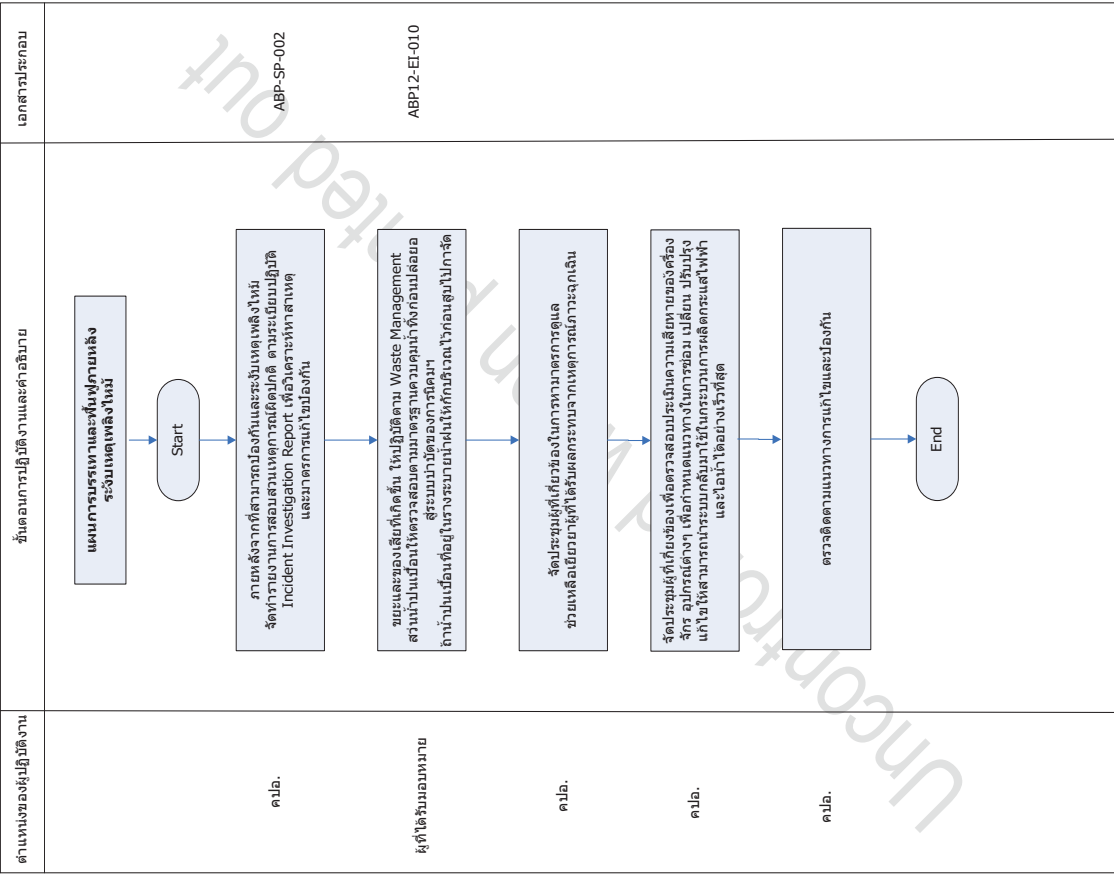 ตำแหน่งของผู้ปฏิบัติงาน
ขั้นตอนการปฏิบัติงานและคำอธิบาย
เอกสารประกอบ
แผนการบรรเทาและฟื้นฟูภายหลัง
ระงับเหตุเพลิงไหม้
Start
คปอ.
ภายหลังจากที่สามารถป้องกันและระงับเหตุเพลิงไหม้
จัดทำรายงานการสอบสวนเหตุการณ์ผิดปกติ ตามระเบียบปฏิบัติ
Incident Investigation Report เพื่อวิเคราะห์หาสาเหตุ
และมาตรการแก้ไขป้องกัน
ABP-SP-002
ผู้ที่ได้รับมอบหมาย
ขยะและของเสียที่เกิดขึ้น ให้ปฏิบัติตาม Waste Management
ส่วนน้ำปนเปื้อนให้ตรวจสอบตามมาตรฐานควบคุมน้ำทิ้งก่อนปล่อยอ
สู่ระบบบำบัดของการนิคมฯ
ถ้าน้ำปนเปื้อนที่อยู่ในรางระบายน้ำฝนให้กักบริเวณไว้ก่อนสูบไปกาจัด
ABP12-EI-010
คปอ.
จัดประชุมผู้ที่เกี่ยวข้องในการหามาตรการดูแล
ช่วยเหลือเยียวยาผู้ที่ได้รับผลกระทบจากเหตุการณ์ภาวะฉุกเฉิน
คปอ.
จัดประชุมผู้ที่เกี่ยงข้องเพื่อตรวจสอบประเมินความเสียหายของเครื่อง
จักร อุปกรณ์ต่างๆ เพื่อกำหนดแนวทางในการซ่อม เปลี่ยน ปรับปรุง
แก้ไขให้สามารถนำระบบกลับมาใช้ในกระบวนการผลิตกระแสไฟฟ้า
และไอน้ำได้อย่างเร็วที่สุด
คปอ.
ตรวจติดตามแนวทางการแก้ไขและป้องกัน
End
Uncontrolled When printed out